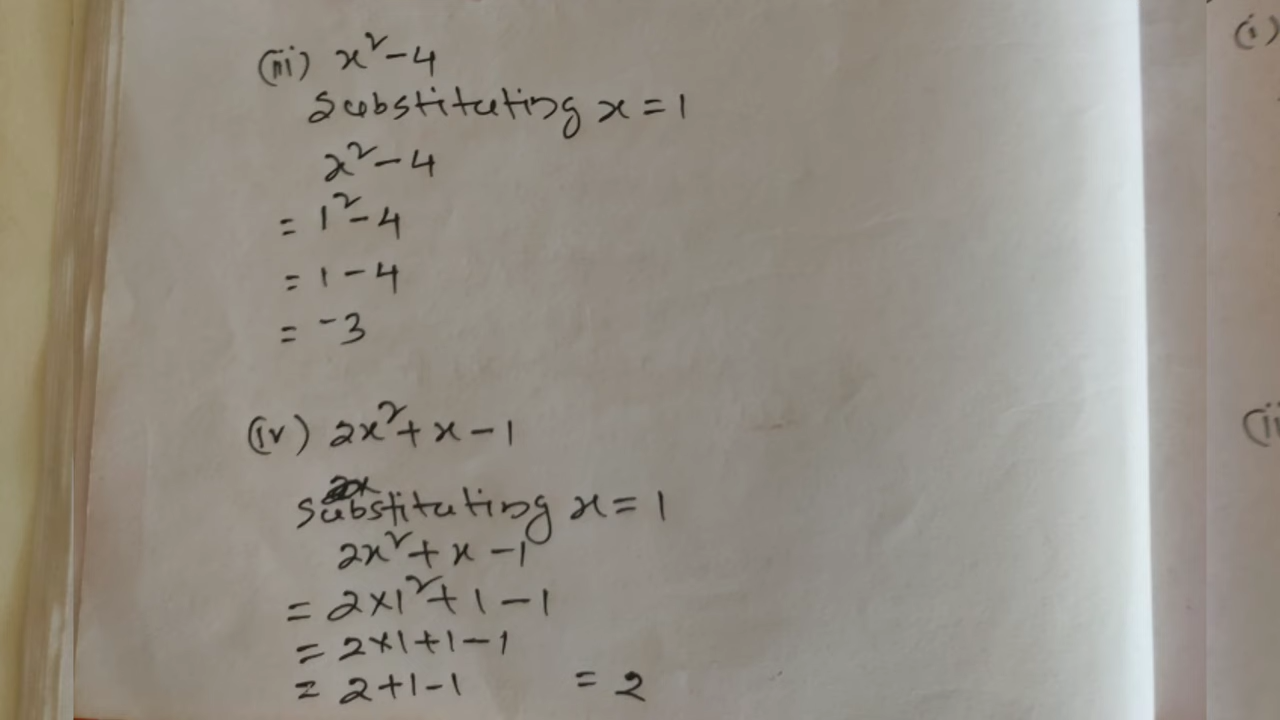 (iii) x² - 4
Substituting x = 1
x² - 4
= 1² - 4
= 1 - 4
= -3
(iv) 2x² + x - 1
Substituting x = 1
2x² + x - 1
= 2×1² + 1 - 1
= 2×1 + 1 - 1
= 2 + 1 - 1 = 2
(i)
(ii